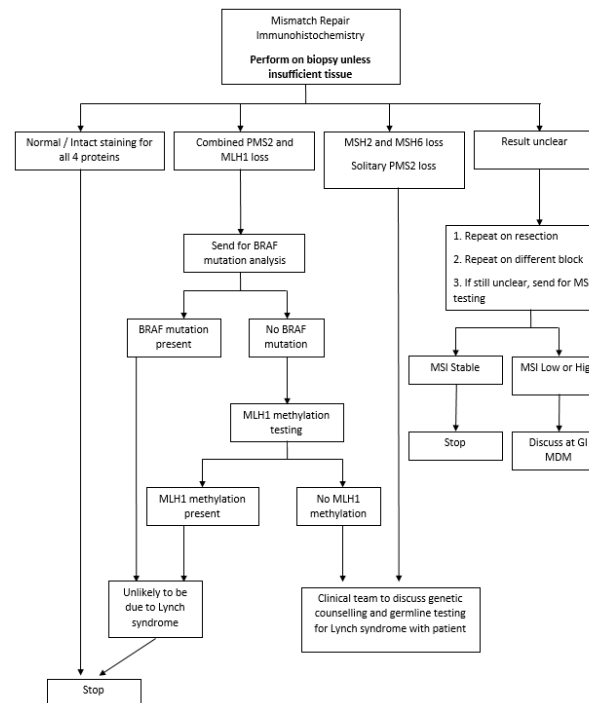 Mismatch Repair
Immunohistochemistry
Perform on biopsy unless
insufficient tissue
Normal / Intact staining for
all 4 proteins
Combined PMS2 and
MLH1 loss
MSH2 and MSH6 loss
Solitary PMS2 loss
Result unclear
Send for BRAF
mutation analysis
1. Repeat on resection
2. Repeat on different block
3. If still unclear, send for MS
testing
BRAF mutation
present
No BRAF
mutation
MSI Stable
MSI Low or Hig
MLH1 methylation
testing
Stop
Discuss at GI
MDM
MLH1 methylation
present
No MLH1
methylation
Unlikely to be
due to Lynch
syndrome
Clinical team to discuss genetic
counselling and germline testing
for Lynch syndrome with patient
Stop